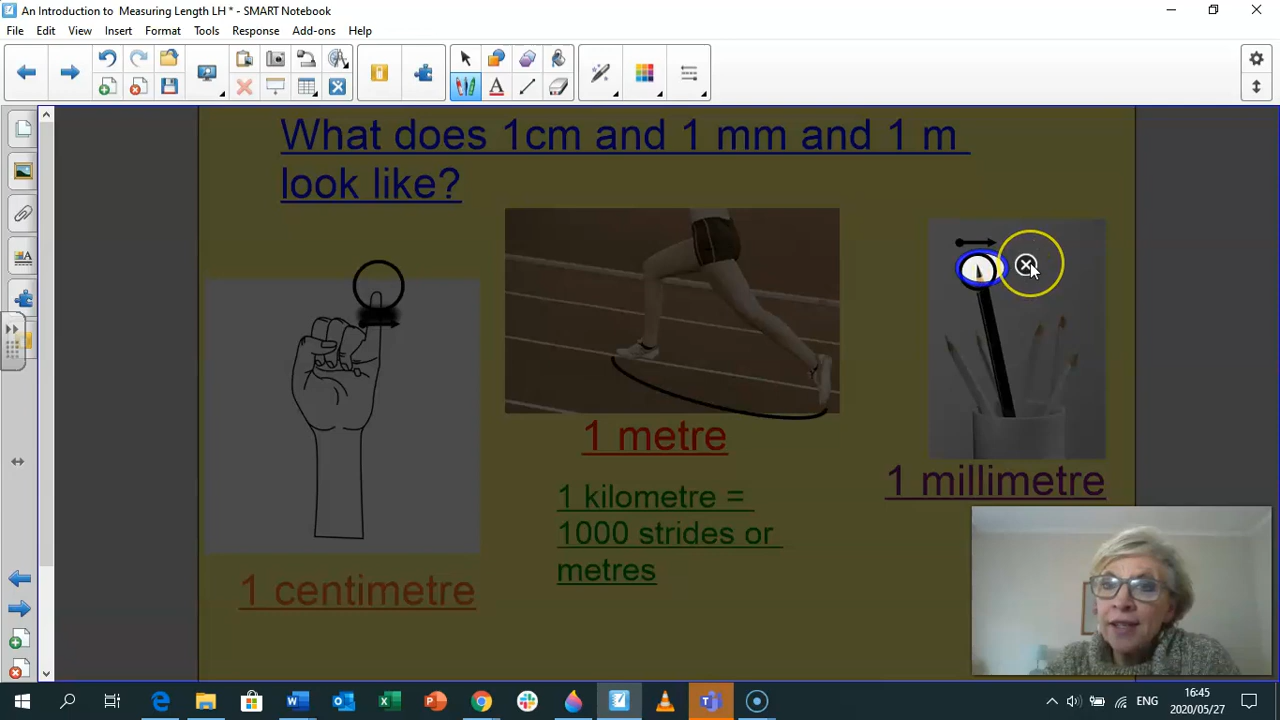 An Introduction to  Measuring Length LH * - SMART Notebook
File Edit View Insert Format Tools Response Add-ons Help
What does 1cm and 1 mm and 1 m
look like?
1 metre
1 millimetre
1 kilometre =
1000 strides or
metres
1 centimetre
ENG
16:45
2020/05/27